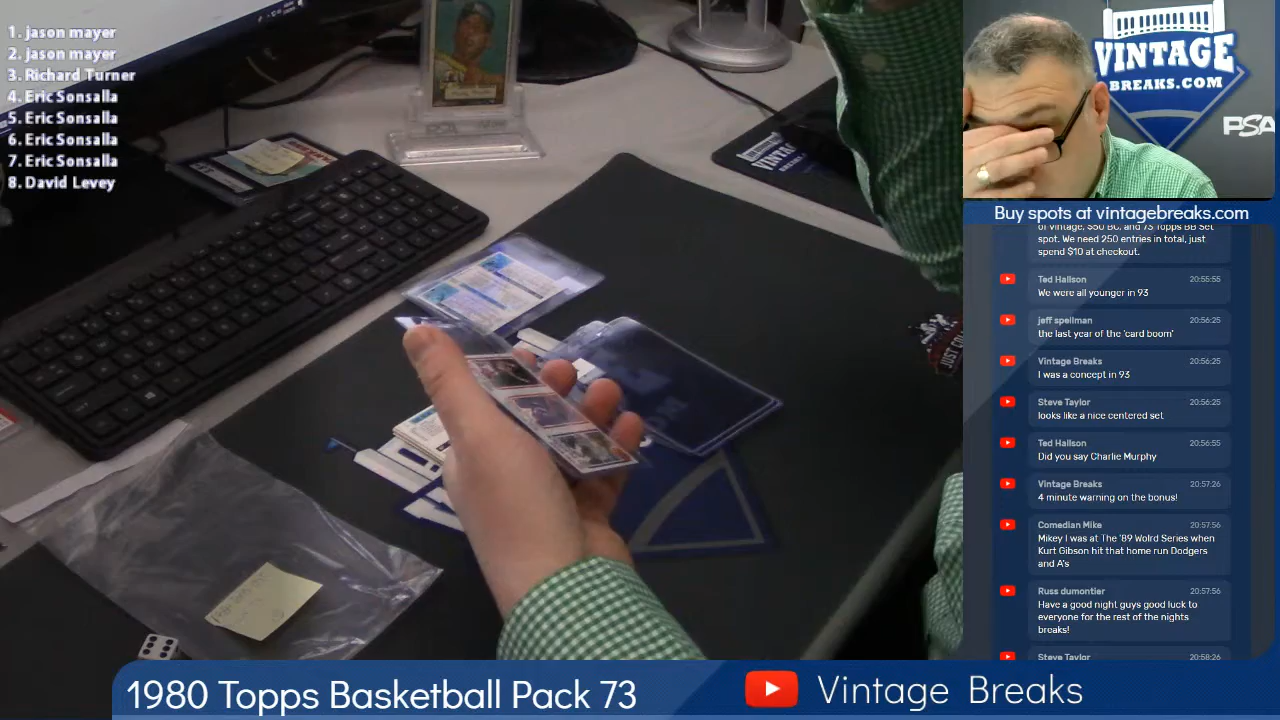 1. jason mayer
2. jason mayer
3. Richard Turner
4. Eric Sonsalla
5. Eric Sonsalla
6. Eric Sonsalla
7. Eric Sonsalla
8. David Levey
VINTAGE
BREAKS.COM
PSA
Buy spots at vintagebreaks.com
of vintage, $50 BC, and 73 Topps BB Set
spot. We need 250 entries in total, just
spend $10 at checkout.
Ted Hallson 20:55:55
We were all younger in 93
jeff spellman 20:56:25
the last year of the 'card boom'
Vintage Breaks 20:56:25
I was a concept in 93
Steve Taylor 20:56:25
looks like a nice centered set
Ted Hallson 20:56:55
Did you say Charlie Murphy
Vintage Breaks 20:57:26
4 minute warning on the bonus!
Comedian Mike 20:57:56
Mikey I was at The '89 Wolrd Series when
Kurt Gibson hit that home run Dodgers
and A's
Russ dumontier 20:57:56
Have a good night guys good luck to
everyone for the rest of the nights
breaks!
Steve Taylor 20:58:26
JUST COL
1980 Topps Basketball Pack 73
Vintage Breaks